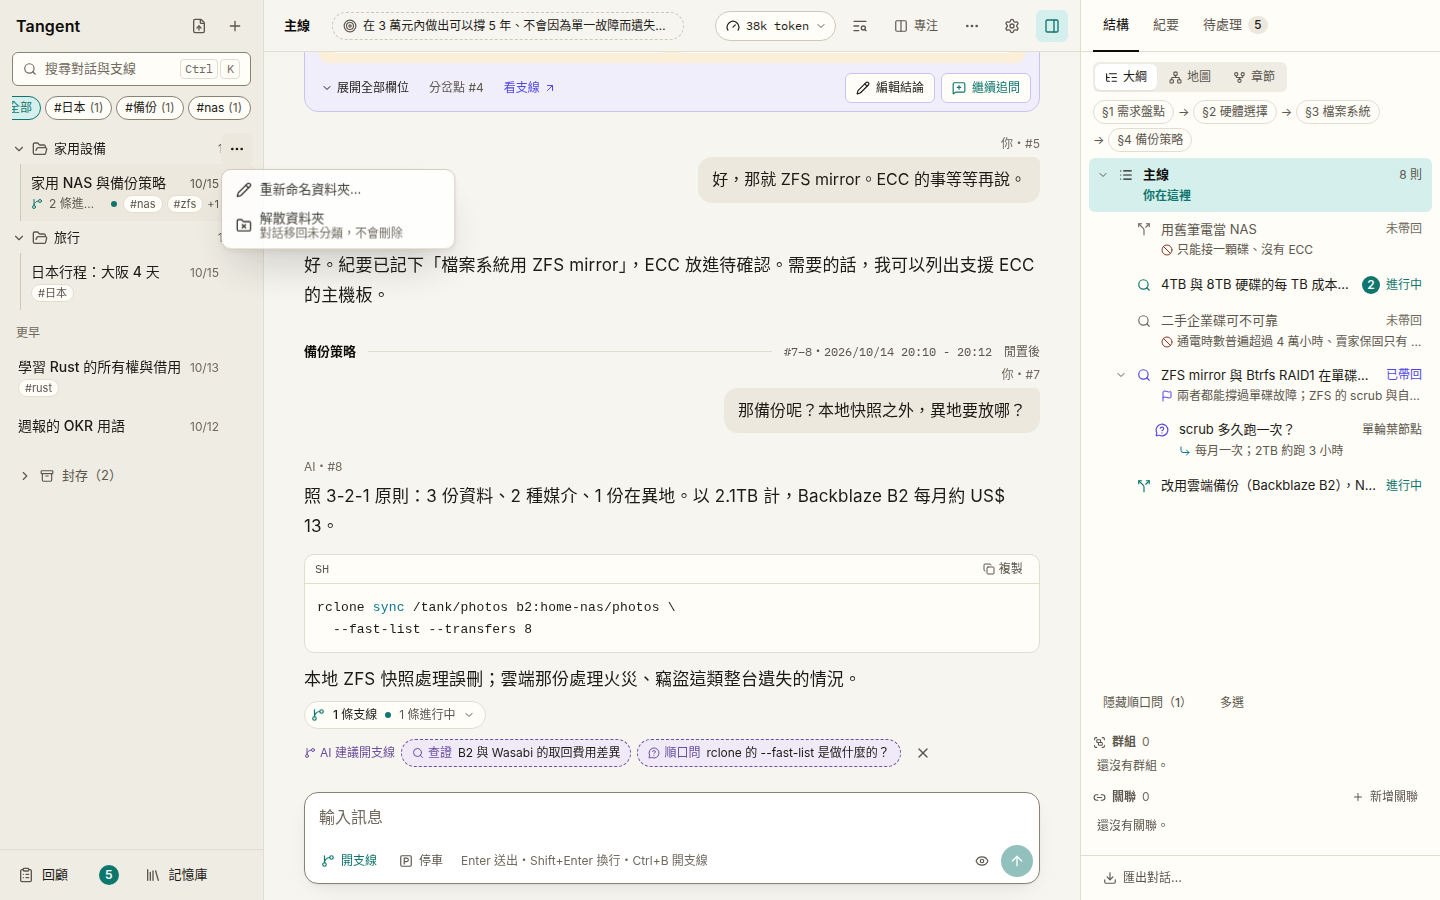 Tangent
搜尋對話與支線 Ctrl K
全部 #日本 (1) #備份 (1) #nas (1)
家用設備
家用 NAS 與備份策略 10/15
2 條進… #nas #zfs +1
旅行
日本行程：大阪 4 天 10/15
#日本
更早
學習 Rust 的所有權與借用 10/13
#rust
週報的 OKR 用語 10/12
封存（2）
回顧 5 記憶庫
重新命名資料夾…
解散資料夾
對話移回未分類，不會刪除
主線 在 3 萬元內做出可以撐 5 年、不會因為單一故障而遺失… 38k token 專注
展開全部欄位 分岔點 #4 看支線 編輯結論 繼續追問
你・#5
好，那就 ZFS mirror。ECC 的事等等再說。
好。紀要已記下「檔案系統用 ZFS mirror」，ECC 放進待確認。需要的話，我可以列出支援 ECC
的主機板。
備份策略 #7–8・2026/10/14 20:10 - 20:12 閒置後
你・#7
那備份呢？本地快照之外，異地要放哪？
AI・#8
照 3-2-1 原則：3 份資料、2 種媒介、1 份在異地。以 2.1TB 計，Backblaze B2 每月約 US$
13。
SH 複製
rclone sync /tank/photos b2:home-nas/photos \
--fast-list --transfers 8
本地 ZFS 快照處理誤刪；雲端那份處理火災、竊盜這類整台遺失的情況。
1 條支線 1 條進行中
AI 建議開支線 查證 B2 與 Wasabi 的取回費用差異 順口問 rclone 的 --fast-list 是做什麼的？
輸入訊息
開支線 停車 Enter 送出・Shift+Enter 換行・Ctrl+B 開支線
結構 紀要 待處理 5
大綱 地圖 章節
§1 需求盤點 → §2 硬體選擇 → §3 檔案系統
→ §4 備份策略
主線 8 則
你在這裡
用舊筆電當 NAS 未帶回
只能接一顆碟、沒有 ECC
4TB 與 8TB 硬碟的每 TB 成本… 2 進行中
二手企業碟可不可靠 未帶回
通電時數普遍超過 4 萬小時、賣家保固只有 …
ZFS mirror 與 Btrfs RAID1 在單碟… 已帶回
兩者都能撐過單碟故障；ZFS 的 scrub 與自…
scrub 多久跑一次？ 單輪葉節點
每月一次；2TB 約跑 3 小時
改用雲端備份（Backblaze B2），N… 進行中
隱藏順口問（1） 多選
群組 0
還沒有群組。
關聯 0 新增關聯
還沒有關聯。
匯出對話…